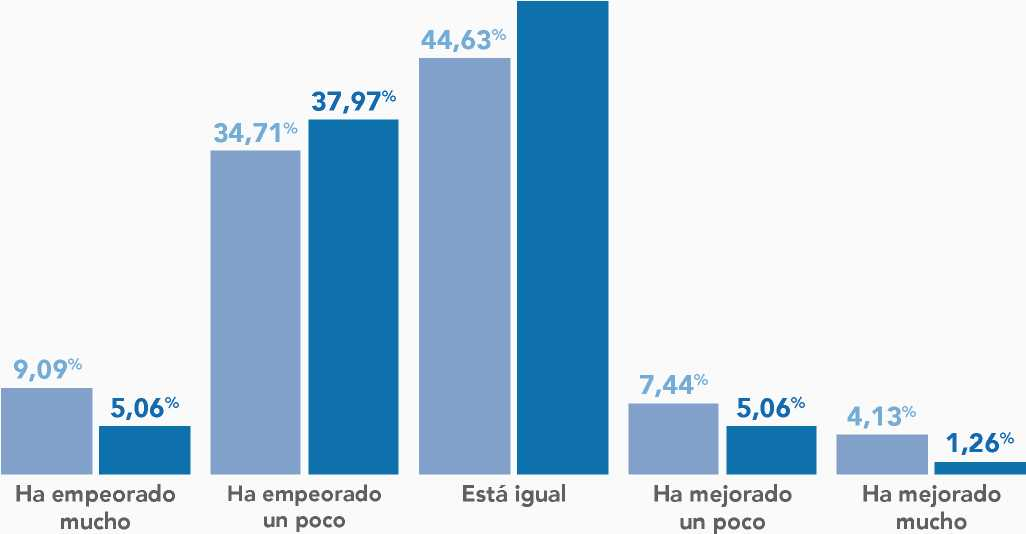 44,63%
37,97%
34,71%
9,09%
5,06%
7,44%
5,06%
4,13%
1,26%
Ha empeorado
mucho
Ha empeorado
un poco
Está igual
Ha mejorado
un poco
Ha mejorado
mucho